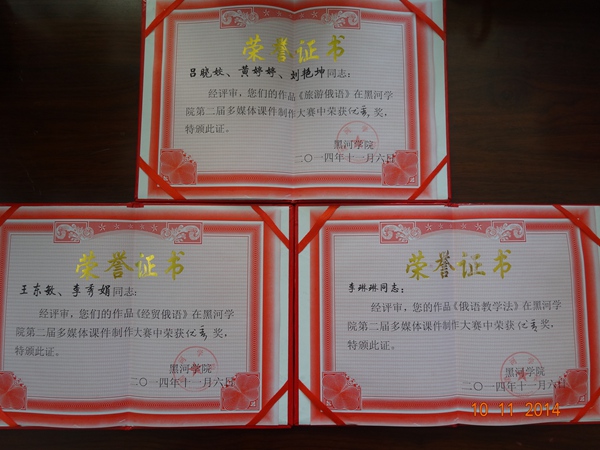 荣誉证书
吕晓姣、黄婷婷、刘艳坤同志：
经评审，您们的作品《旅游俄语》在黑河学
院第二届多媒体课件制作大赛中荣获优秀奖，
特颁此证。
黑河学院
二〇一四年十一月六日
荣誉证书
王东敏、李秀娟同志：
经评审，您们的作品《经贸俄语》在黑河学
院第二届多媒体课件制作大赛中荣获优秀奖，
特颁此证。
黑河学院
二〇一四年十一月六日
荣誉证书
李琳琳同志：
经评审，您的作品《俄语教学法》在黑河学
院第二届多媒体课件制作大赛中荣获优秀奖，
特颁此证。
黑河学院
二〇一四年十一月六日
10 11 2014